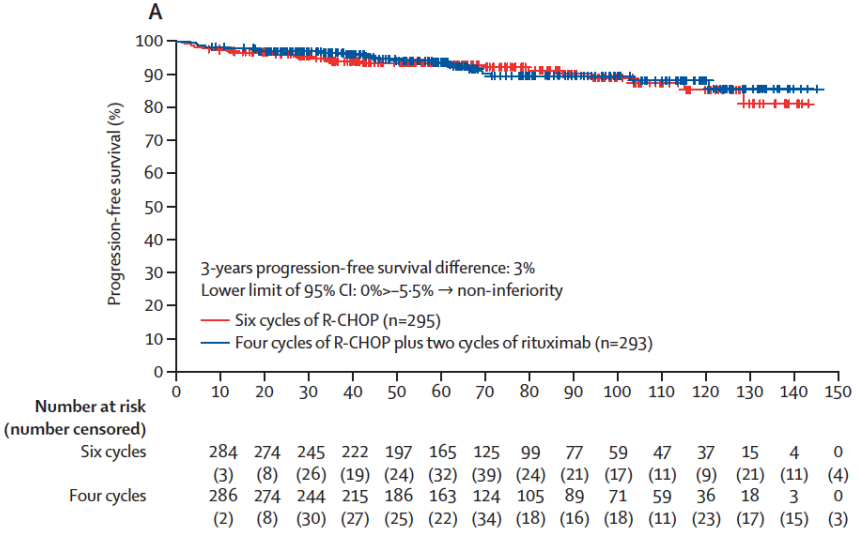 A
100
90
80
70
60
50
40
30
20
10
0
Progression-free survival (%)
3-years progression-free survival difference: 3%
Lower limit of 95% CI: 0%>–5·5% → non-inferiority
Six cycles of R-CHOP (n=295)
Four cycles of R-CHOP plus two cycles of rituximab (n=293)
0 10 20 30 40 50 60 70 80 90 100 110 120 130 140 150
Number at risk
(number censored)
Six cycles 284 274 245 222 197 165 125 99 77 59 47 37 15 4 0
(3) (8) (26) (19) (24) (32) (39) (24) (21) (17) (11) (9) (21) (11) (4)
Four cycles 286 274 244 215 186 163 124 105 89 71 59 36 18 3 0
(2) (8) (30) (27) (25) (22) (34) (18) (16) (18) (11) (23) (17) (15) (3)